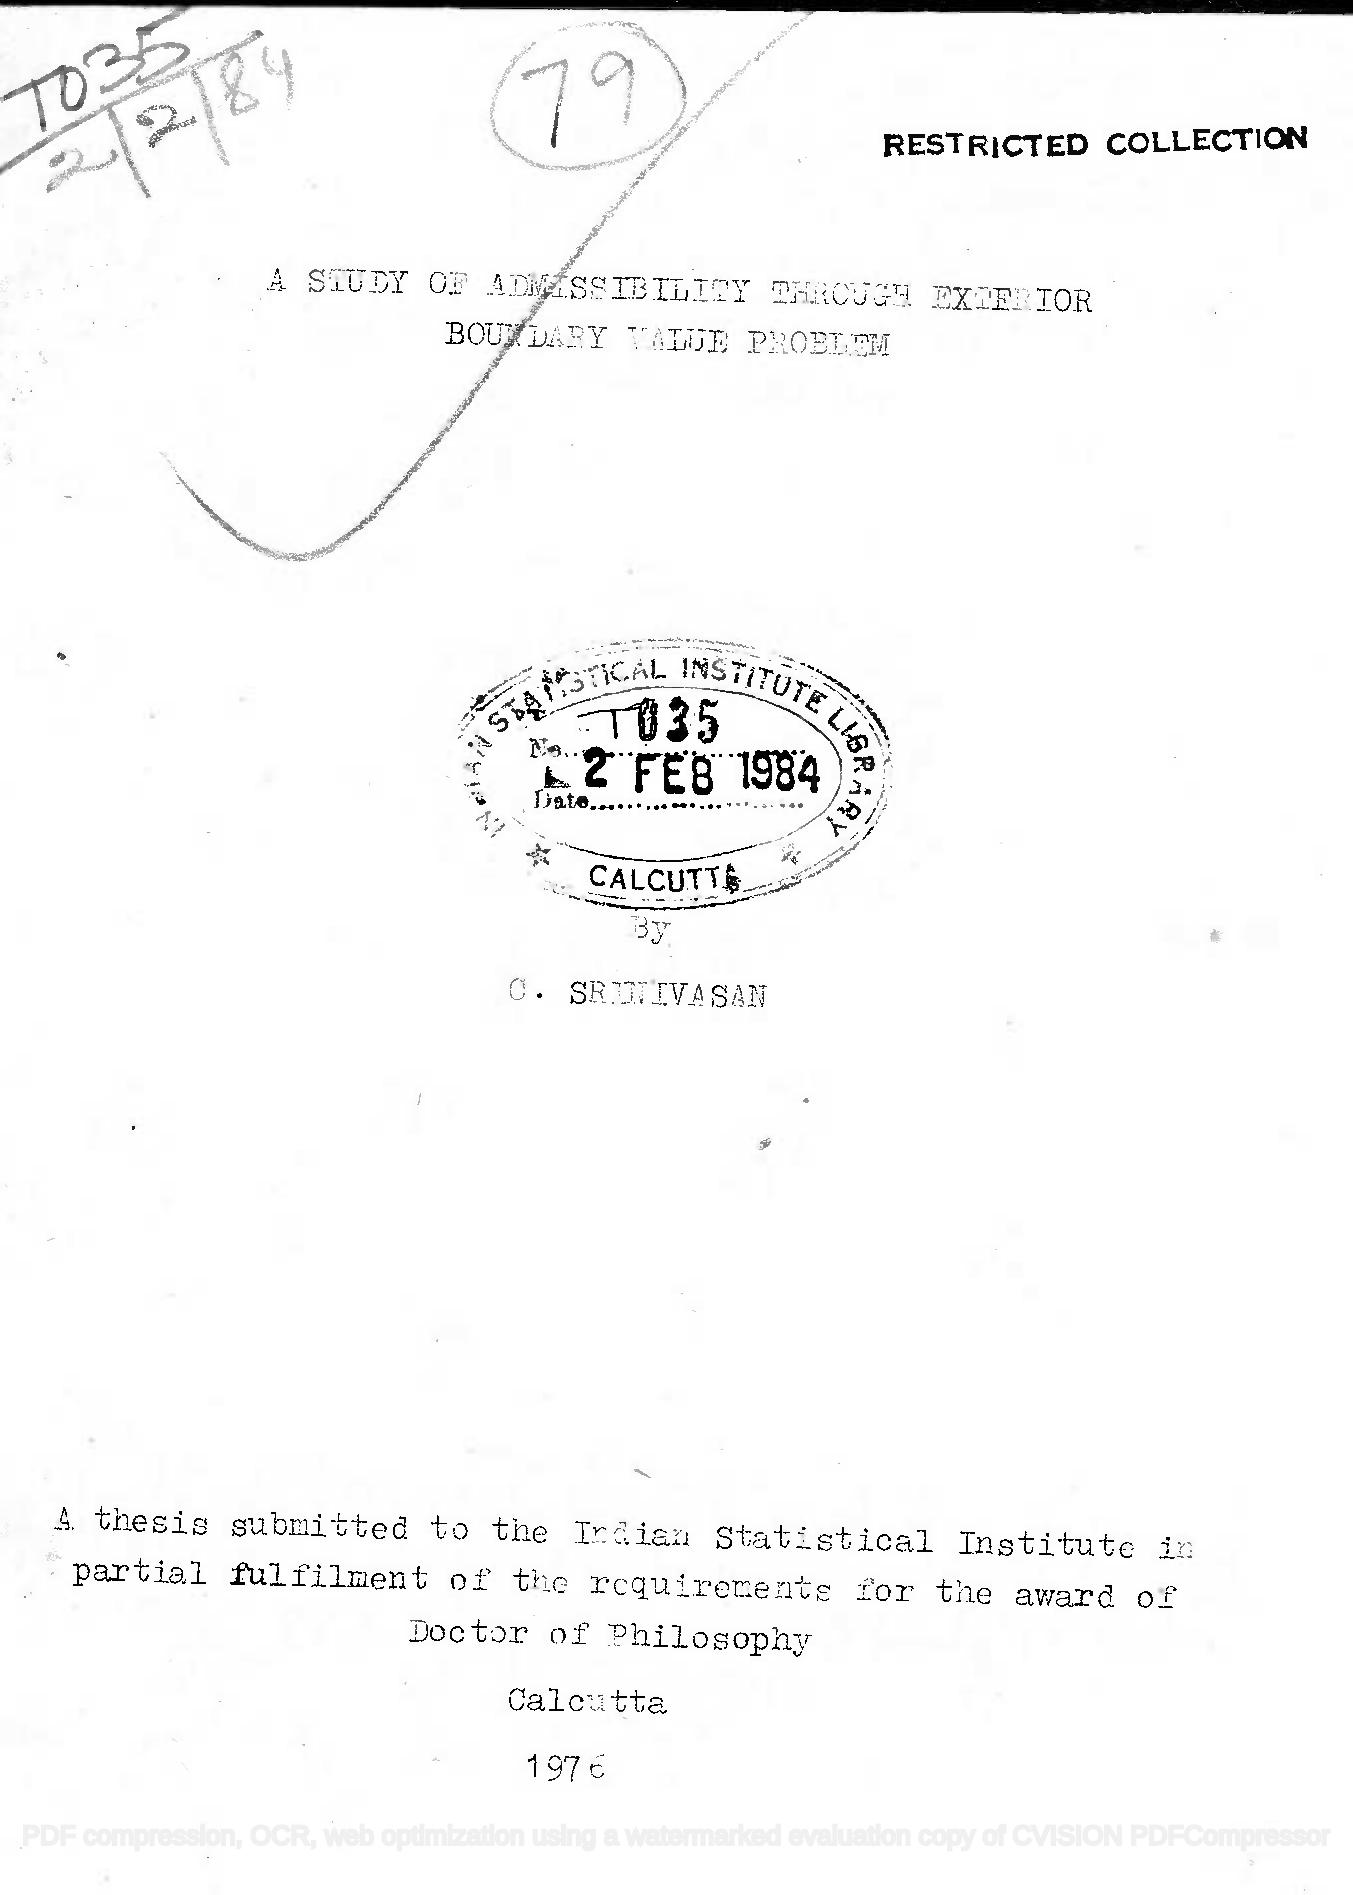 T035
2/2/84
79
RESTRICTED COLLECTION
A STUDY OF ADMISSIBILITY THROUGH EXTERIOR
BOUNDARY VALUE PROBLEM
INDIAN STATISTICAL INSTITUTE LIBRARY
No. T035
2 FEB 1984
Date
CALCUTTA
By
C. SRINIVASAN
A thesis submitted to the Indian Statistical Institute in
partial fulfilment of the requirements for the award of
Doctor of Philosophy
Calcutta
1976
PDF compression, OCR, web optimization using a watermarked evaluation copy of CVISION PDFCompressor